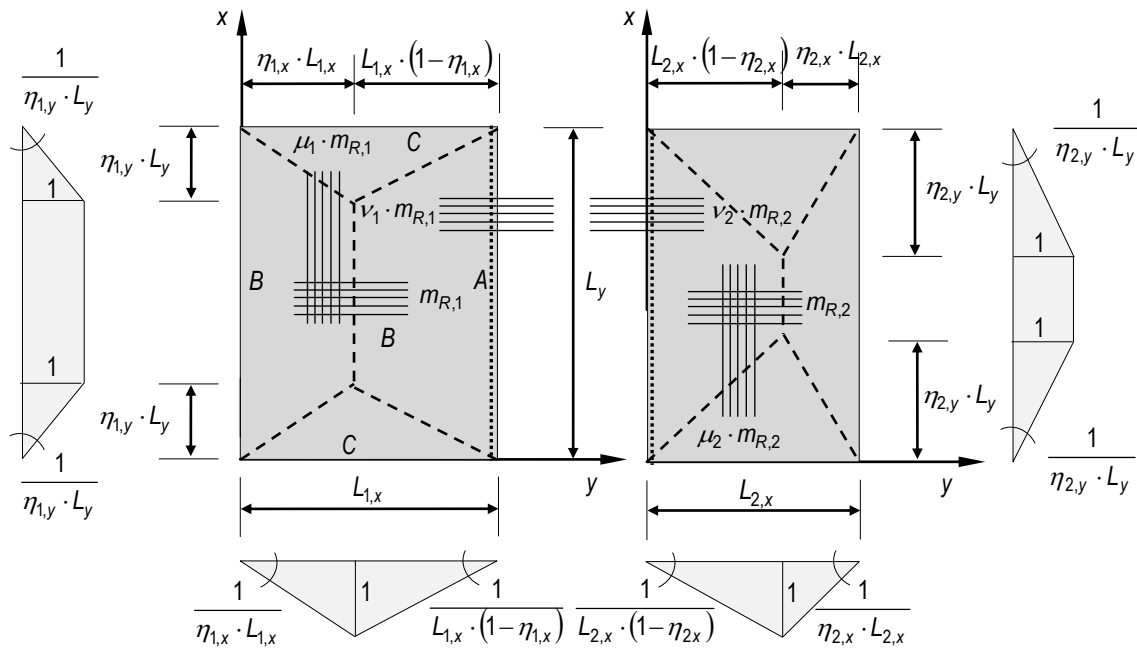 x
x
η1,x · L1,x
L1,x · (1−η1,x)
L2,x · (1−η2,x)
η2,x · L2,x
1/(η1,y · Ly)
1/(η2,y · Ly)
μ1 · mR,1
C
η1,y · Ly
η2,y · Ly
1
ν1 · mR,1
ν2 · mR,2
1
B
A
Ly
mR,1
mR,2
B
1
1
η1,y · Ly
η2,y · Ly
C
μ2 · mR,2
1/(η1,y · Ly)
1/(η2,y · Ly)
y
y
L1,x
L2,x
1/(η1,x · L1,x)
1
1/(L1,x · (1−η1,x))
1/(L2,x · (1−η2x))
1
1/(η2,x · L2,x)